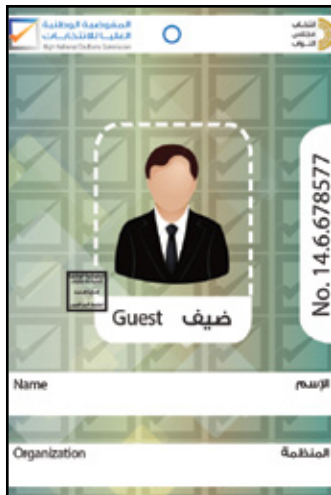 المفوضية الوطنية
العليا للانتخابات
High National Elections Commission
انتخاب
مجلس
النواب
No. 14.6.678577
Guest ضيف
Name الإسم
Organization المنظمة